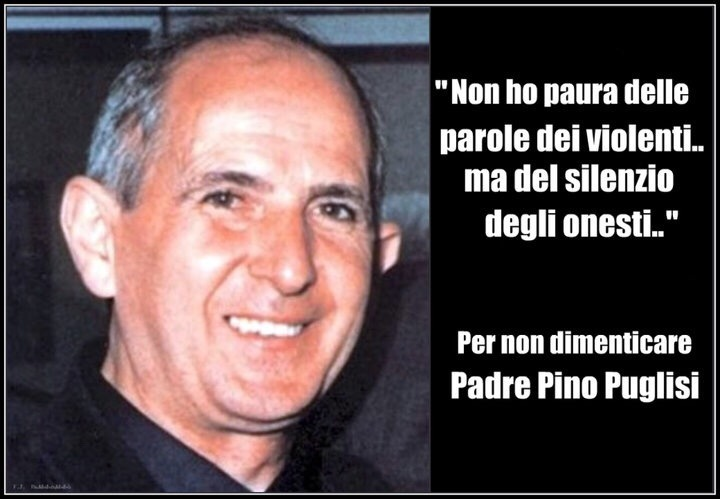 "Non ho paura delle
parole dei violenti..
ma del silenzio
degli onesti.."
Per non dimenticare
Padre Pino Puglisi